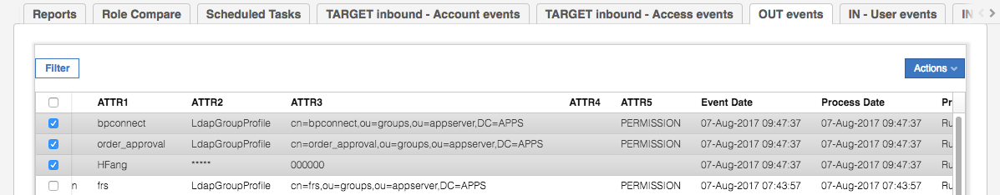 Reports Role Compare Scheduled Tasks TARGET inbound - Account events TARGET inbound - Access events OUT events IN - User events IN
Filter Actions
ATTR1 ATTR2 ATTR3 ATTR4 ATTR5 Event Date Process Date Pr
bpconnect LdapGroupProfile cn=bpconnect,ou=groups,ou=appserver,DC=APPS PERMISSION 07-Aug-2017 09:47:37 07-Aug-2017 09:47:37 Ru
order_approval LdapGroupProfile cn=order_approval,ou=groups,ou=appserver,DC=APPS PERMISSION 07-Aug-2017 09:47:37 07-Aug-2017 09:47:37 Ru
HFang ***** 000000 07-Aug-2017 09:47:37 07-Aug-2017 09:47:37 Ru
n frs LdapGroupProfile cn=frs,ou=groups,ou=appserver,DC=APPS PERMISSION 07-Aug-2017 07:43:57 07-Aug-2017 07:43:57 Ru